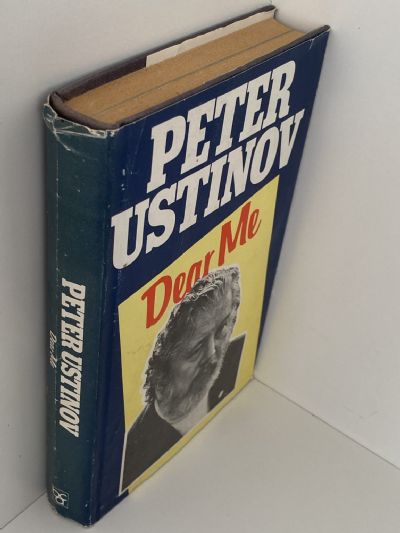 PETER
USTINOV
Dear Me
PETER USTINOV
Dear Me